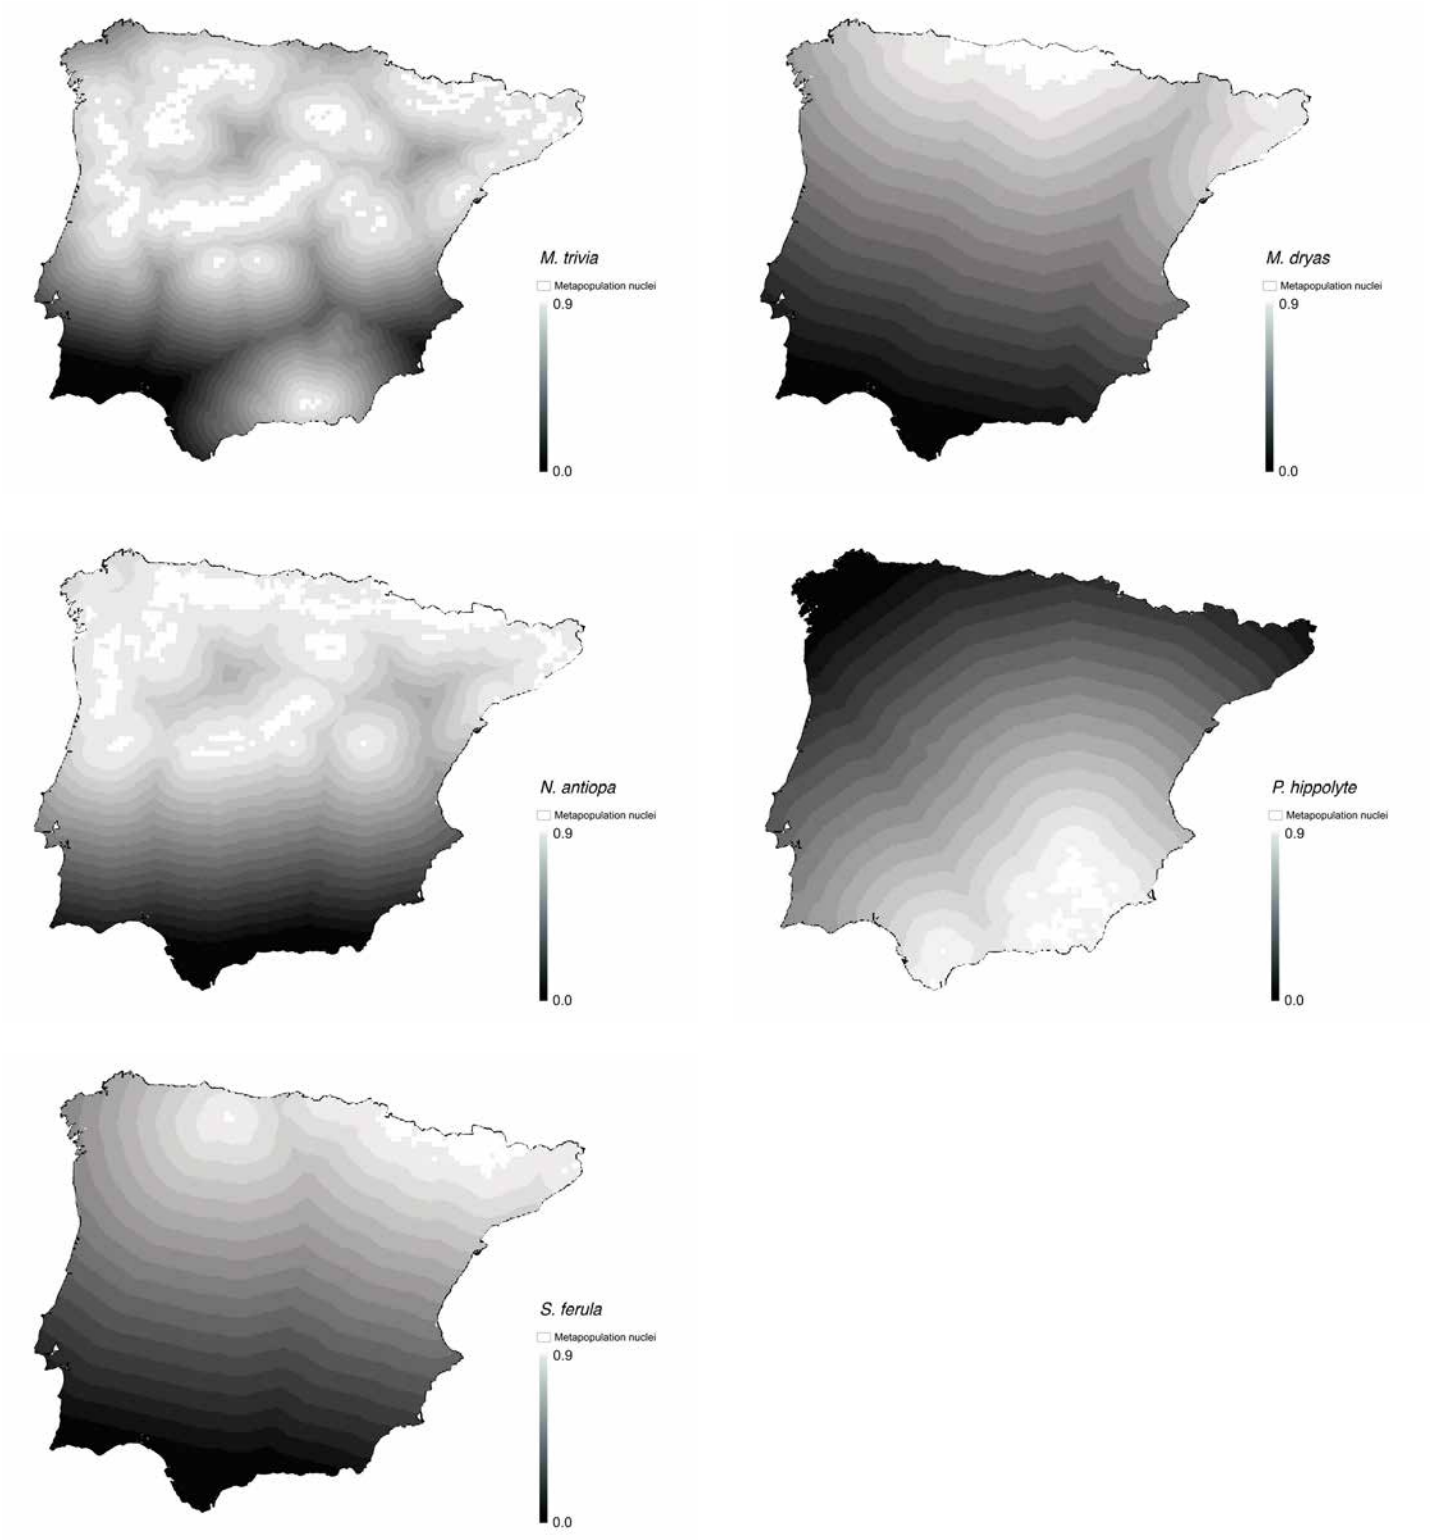 M. trivia
Metapopulation nuclei
0.9
0.0
M. dryas
Metapopulation nuclei
0.9
0.0
N. antiopa
Metapopulation nuclei
0.9
0.0
P. hippolyte
Metapopulation nuclei
0.9
0.0
S. ferula
Metapopulation nuclei
0.9
0.0